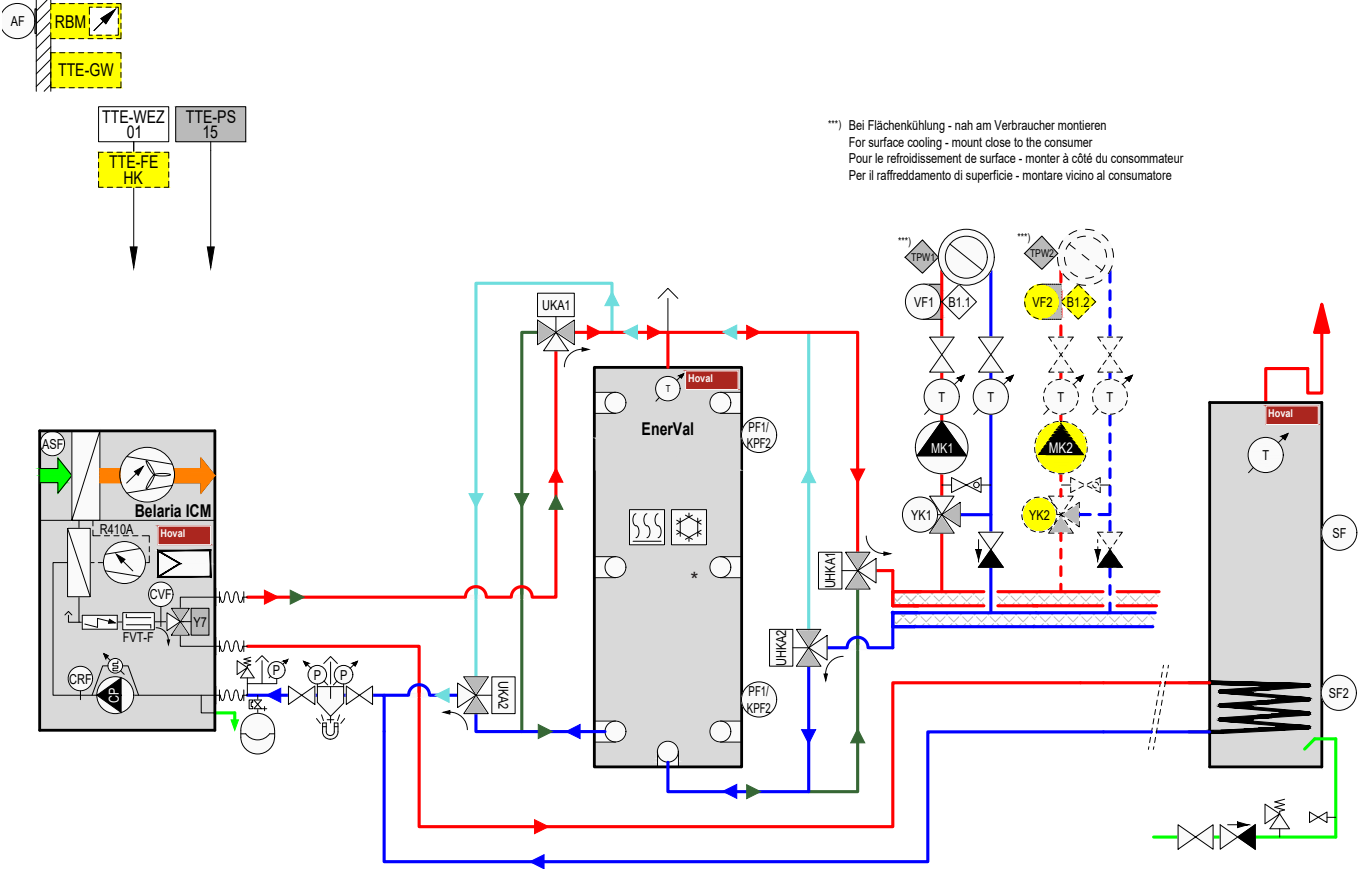 AF
RBM
TTE-GW
TTE-WEZ
01
TTE-PS
15
TTE-FE
HK
***) Bei Flächenkühlung - nah am Verbraucher montieren
For surface cooling - mount close to the consumer
Pour le refroidissement de surface - monter à côté du consommateur
Per il raffreddamento di superficie - montare vicino al consumatore
***)
TPW1
***)
TPW2
VF1
B1.1
VF2
B1.2
UKA1
T
Hoval
T
T
T
T
EnerVal
PF1/
KPF2
MK1
MK2
Hoval
T
ASF
Belaria ICM
R410A
Hoval
YK1
YK2
SF
*
UHKA1
CVF
Y7
FVT-F
UHKA2
CRF
CP
P
P
P
UKA2
PF1/
KPF2
SF2